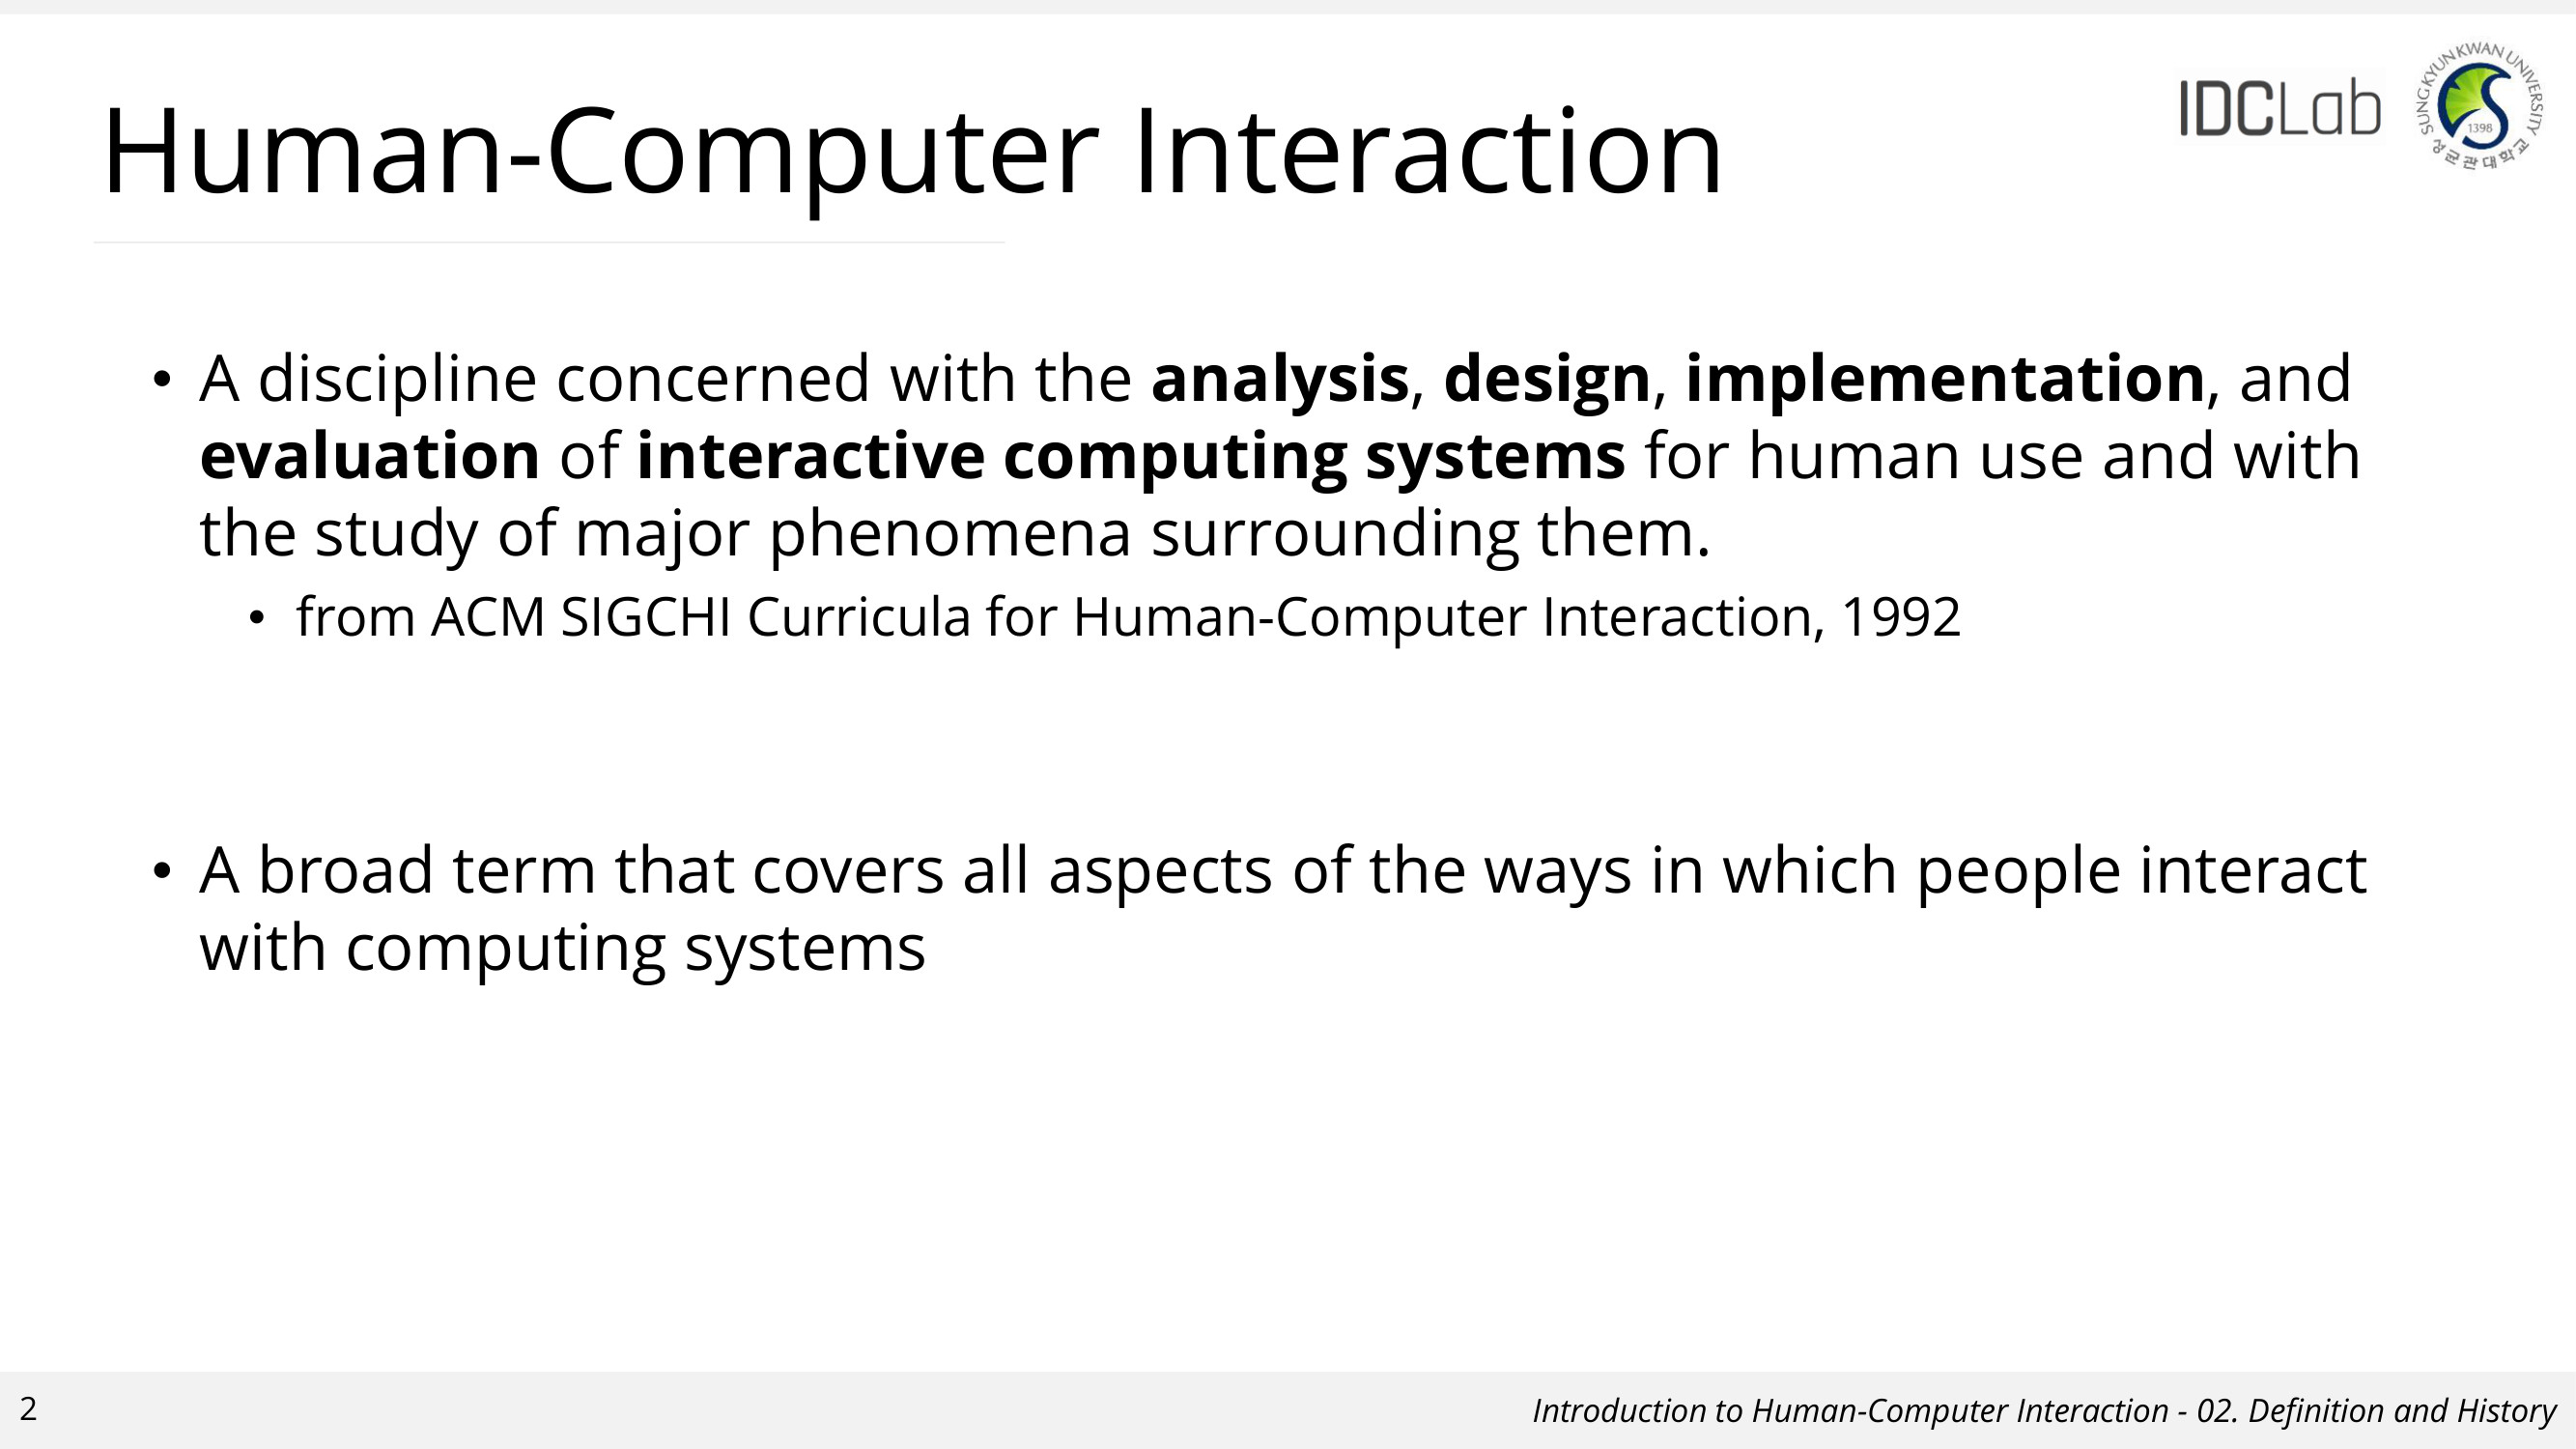 IDCLab
SUNGKYUNKWAN UNIVERSITY
1398
성균관대학교
Human-Computer Interaction
• A discipline concerned with the analysis, design, implementation, and
evaluation of interactive computing systems for human use and with
the study of major phenomena surrounding them.
• from ACM SIGCHI Curricula for Human-Computer Interaction, 1992
• A broad term that covers all aspects of the ways in which people interact
with computing systems
2
Introduction to Human-Computer Interaction - 02. Definition and History